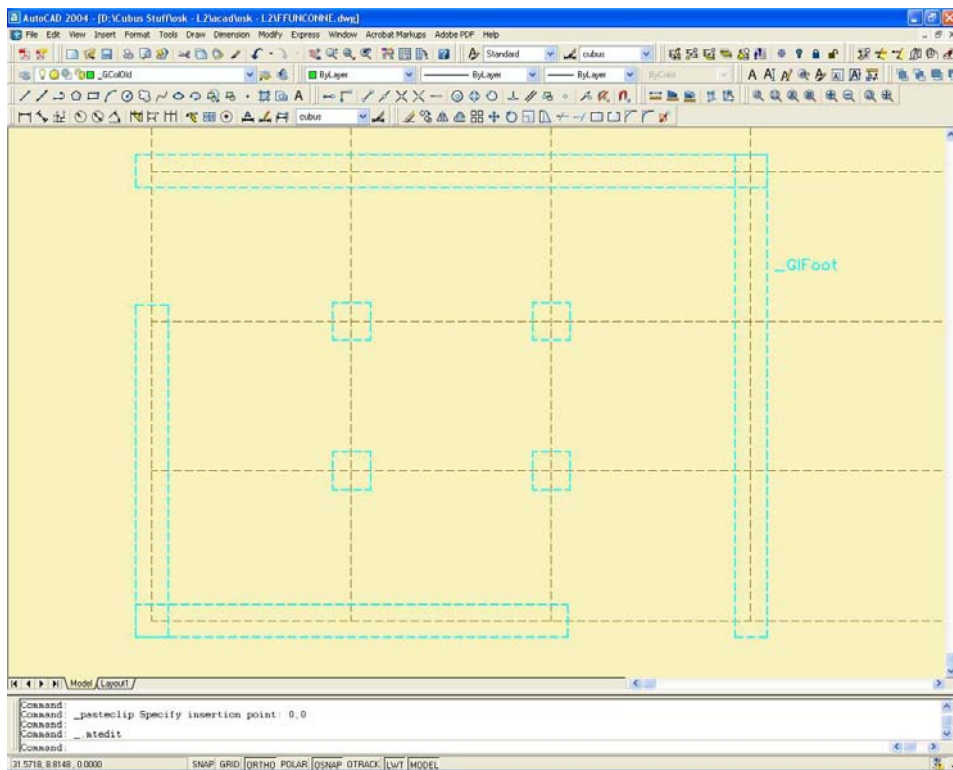 AutoCAD 2004 - [D:\Cubus Stuff\osk - L2\acad\osk - L2\FFUNCONNE.dwg]
File Edit View Insert Format Tools Draw Dimension Modify Express Window Acrobat Markups Adobe PDF Help
Standard cubus
_GColOld ByLayer ByLayer ByLayer ByColor
cubus
_GlFoot
Model Layout1
Command:
Command: _pasteclip Specify insertion point: 0,0
Command:
Command: _.mtedit
Command:
31.5718, 8.8148, 0.0000 SNAP GRID ORTHO POLAR OSNAP OTRACK LWT MODEL